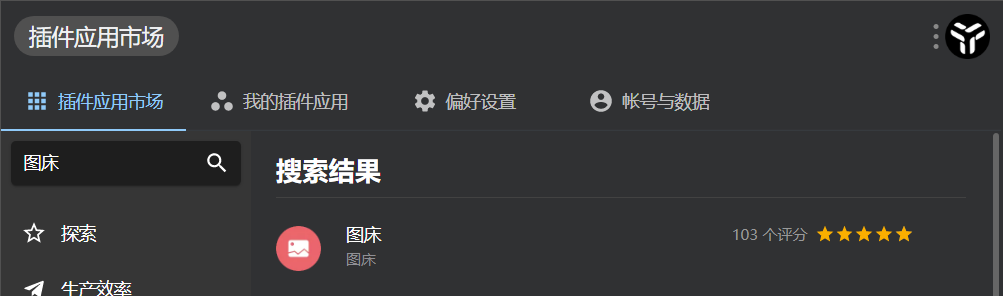 插件应用市场
插件应用市场 我的插件应用 偏好设置 帐号与数据
图床
搜索结果
图床 103 个评分
图床
探索
生产效率